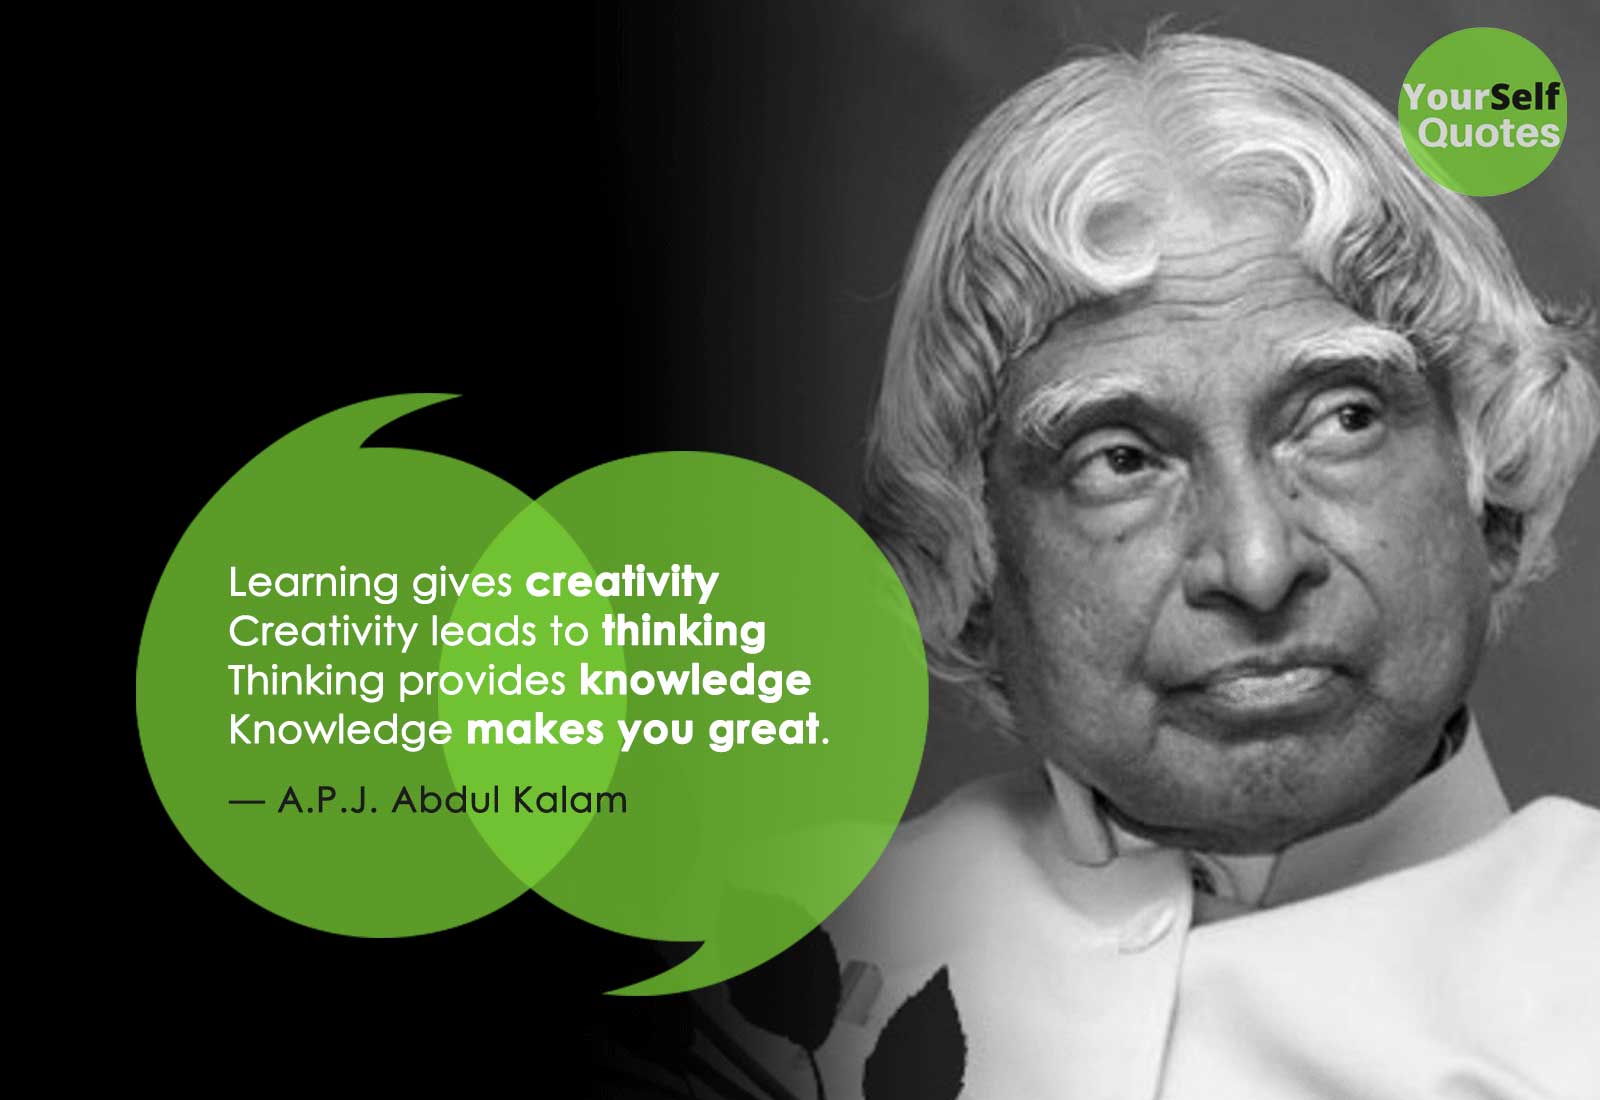 YourSelf
Quotes
Learning gives creativity
Creativity leads to thinking
Thinking provides knowledge
Knowledge makes you great.
— A.P.J. Abdul Kalam